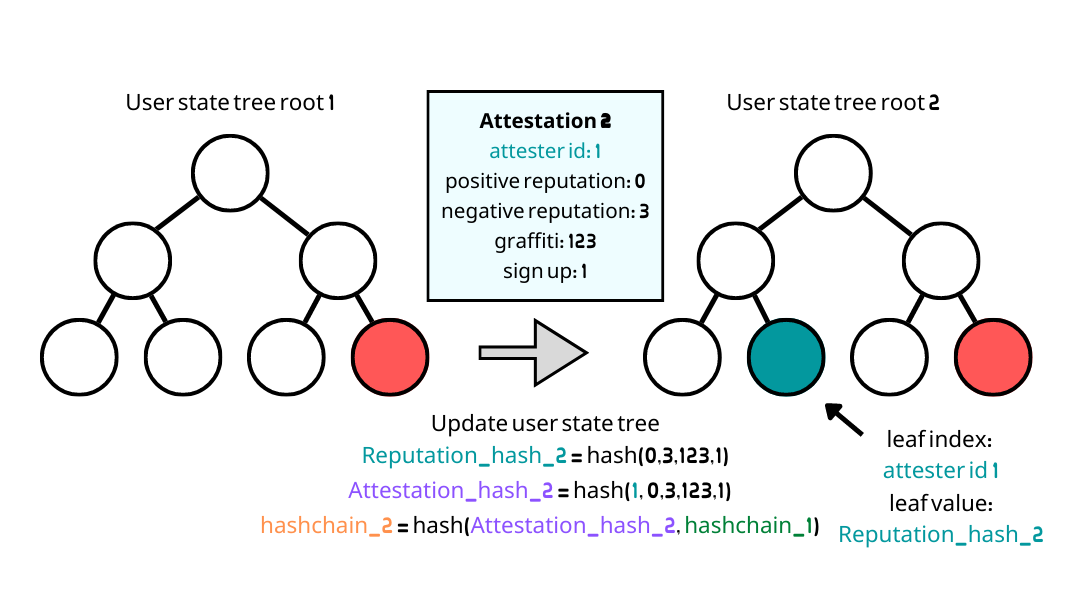 User state tree root 1
Attestation 2
attester id: 1
positive reputation: 0
negative reputation: 3
graffiti: 123
sign up: 1
User state tree root 2
Update user state tree
Reputation_hash_2 = hash(0,3,123,1)
Attestation_hash_2 = hash(1, 0,3,123,1)
hashchain_2 = hash(Attestation_hash_2, hashchain_1)
leaf index:
attester id 1
leaf value:
Reputation_hash_2